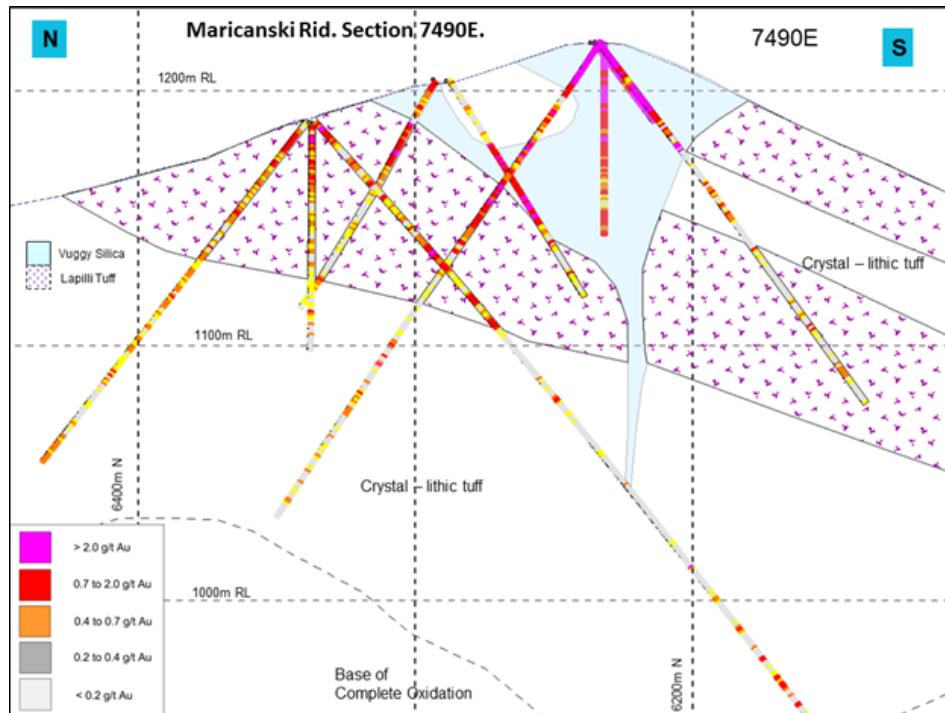 Maricanski Rid. Section 7490E.
N
7490E
S
1200m RL
Vuggy Silica
Lapilli Tuff
Crystal – lithic tuff
1100m RL
6400m N
Crystal – lithic tuff
> 2.0 g/t Au
0.7 to 2.0 g/t Au
0.4 to 0.7 g/t Au
0.2 to 0.4 g/t Au
< 0.2 g/t Au
1000m RL
Base of
Complete Oxidation
6200m N